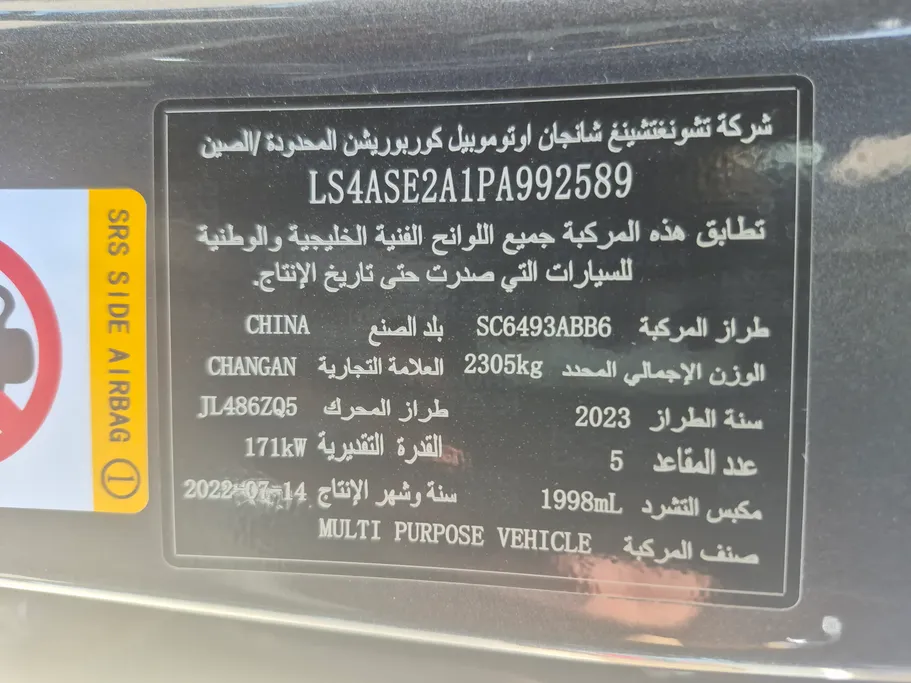 شركة تشونغتشينغ شانجان اوتوموبيل كوربوريشن المحدودة /الصين
LS4ASE2A1PA992589
تطابق هذه المركبة جميع اللوائح الفنية الخليجية والوطنية
للسيارات التي صدرت حتى تاريخ الإنتاج.
طراز المركبة SC6493ABB6 بلد الصنع CHINA
الوزن الإجمالي المحدد 2305kg العلامة التجارية CHANGAN
سنة الطراز 2023 طراز المحرك JL486ZQ5
عدد المقاعد 5 القدرة التقديرية 171kW
مكبس التشرد 1998mL سنة وشهر الإنتاج 2022-07-14
صنف المركبة MULTI PURPOSE VEHICLE
SRS SIDE AIRBAG ①